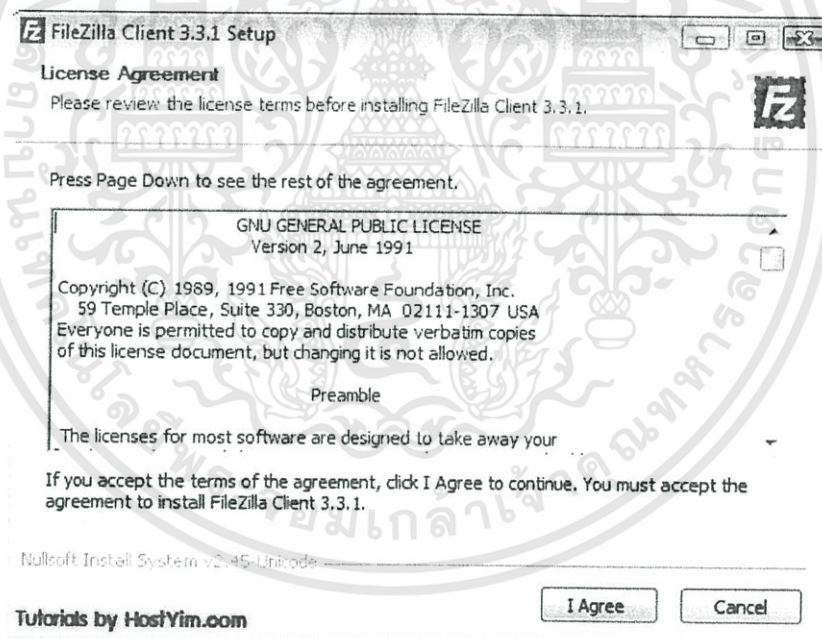 FileZilla Client 3.3.1 Setup
License Agreement
Please review the license terms before installing FileZilla Client 3.3.1.
Fz
Press Page Down to see the rest of the agreement.
GNU GENERAL PUBLIC LICENSE
Version 2, June 1991
Copyright (C) 1989, 1991 Free Software Foundation, Inc.
59 Temple Place, Suite 330, Boston, MA 02111-1307 USA
Everyone is permitted to copy and distribute verbatim copies
of this license document, but changing it is not allowed.
Preamble
The licenses for most software are designed to take away your
If you accept the terms of the agreement, click I Agree to continue. You must accept the
agreement to install FileZilla Client 3.3.1.
Nullsoft Install System v2.45-Unicode
I Agree
Cancel
Tutorials by HostYim.com